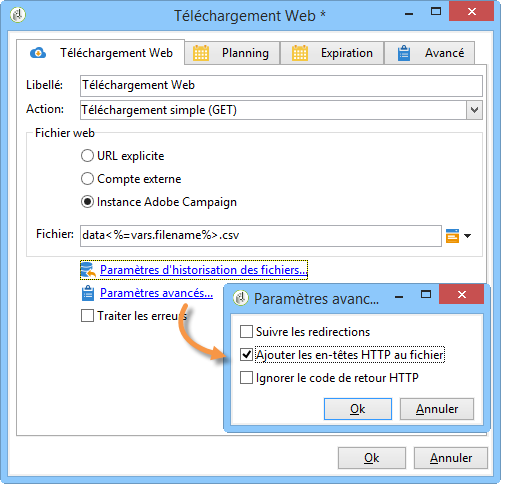 Téléchargement Web *
Téléchargement Web
Planning
Expiration
Avancé
Libellé: Téléchargement Web
Action: Téléchargement simple (GET)
Fichier web
URL explicite
Compte externe
Instance Adobe Campaign
Fichier: data<%=vars.filename%>.csv
Paramètres d'historisation des fichiers...
Paramètres avancés...
Traiter les erreurs
Paramètres avanc...
Suivre les redirections
Ajouter les en-têtes HTTP au fichier
Ignorer le code de retour HTTP
Ok Annuler
Ok Annuler